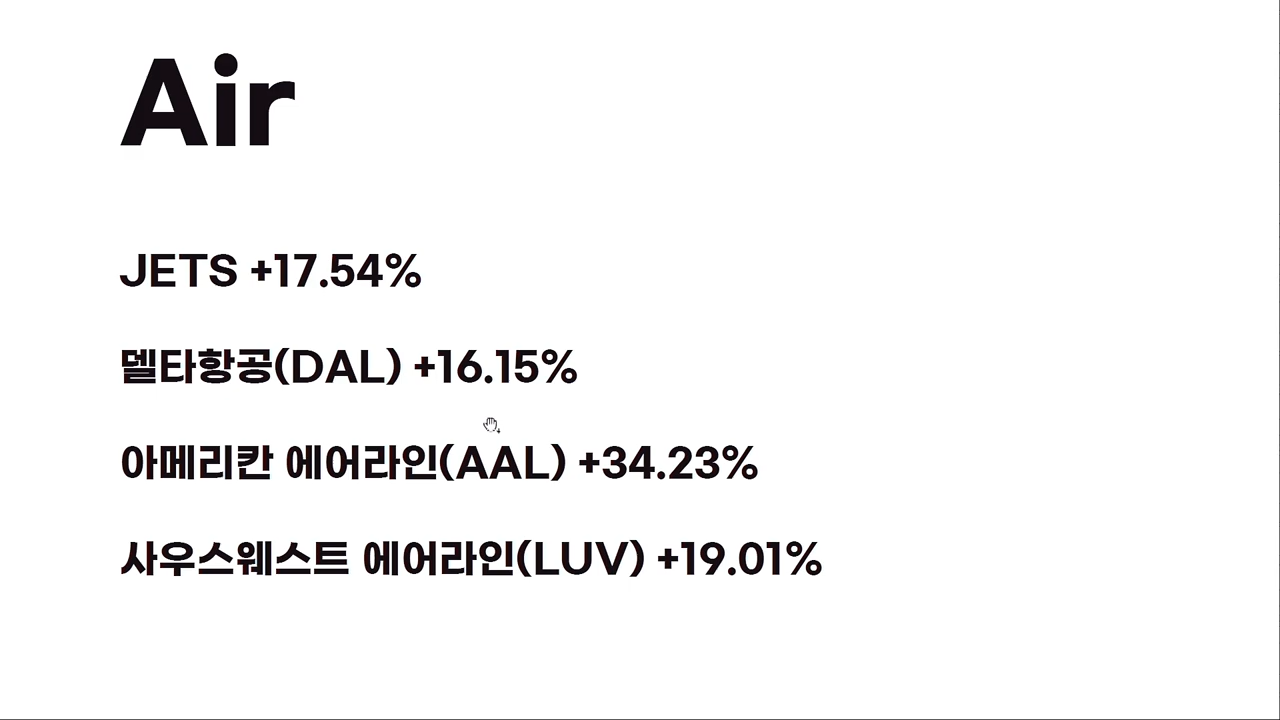 Air
JETS +17.54%
델타항공(DAL) +16.15%
아메리칸 에어라인(AAL) +34.23%
사우스웨스트 에어라인(LUV) +19.01%